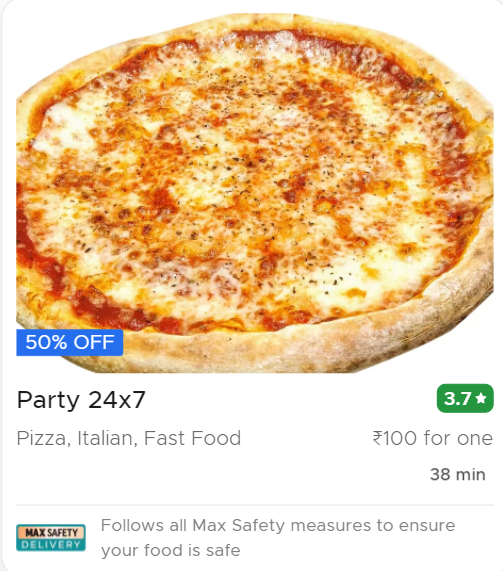 50% OFF
Party 24x7
3.7★
Pizza, Italian, Fast Food
₹100 for one
38 min
MAX SAFETY
DELIVERY
Follows all Max Safety measures to ensure
your food is safe